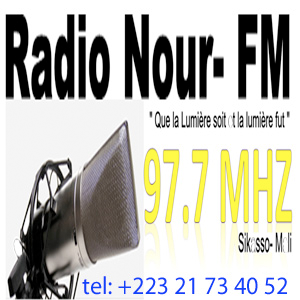 Radio Nour- FM
" Que la Lumière soit et la lumière fut "
97.7 MHZ
Sikasso- Mali
tel: +223 21 73 40 52